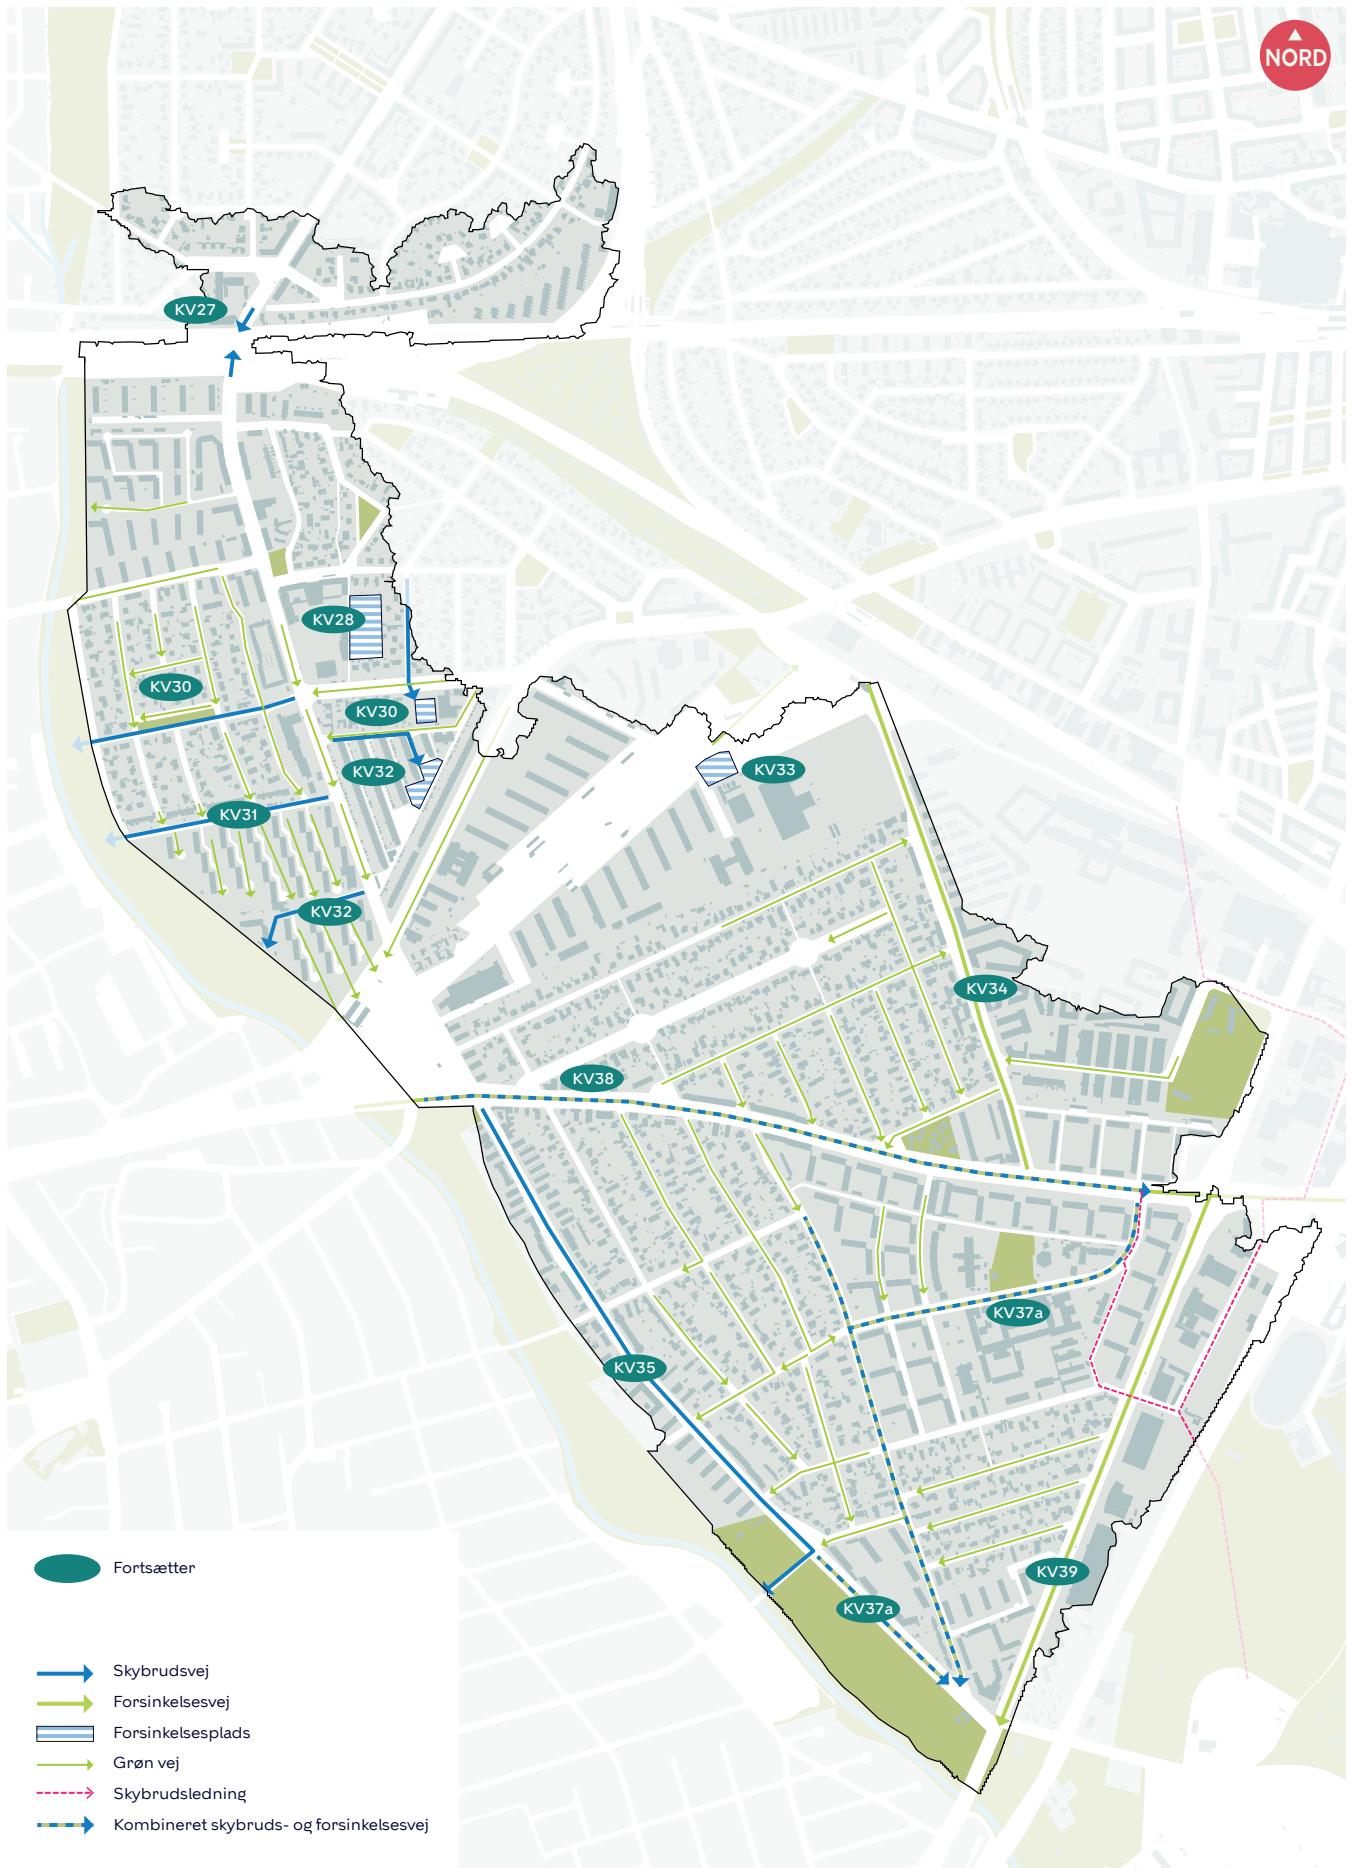 NORD
KV27
KV28
KV30
KV30
KV32
KV33
KV31
KV32
KV34
KV38
KV37a
KV35
KV39
KV37a
Fortsætter
Skybrudsvej
Forsinkelsesvej
Forsinkelsesplads
Grøn vej
Skybrudsledning
Kombineret skybruds- og forsinkelsesvej